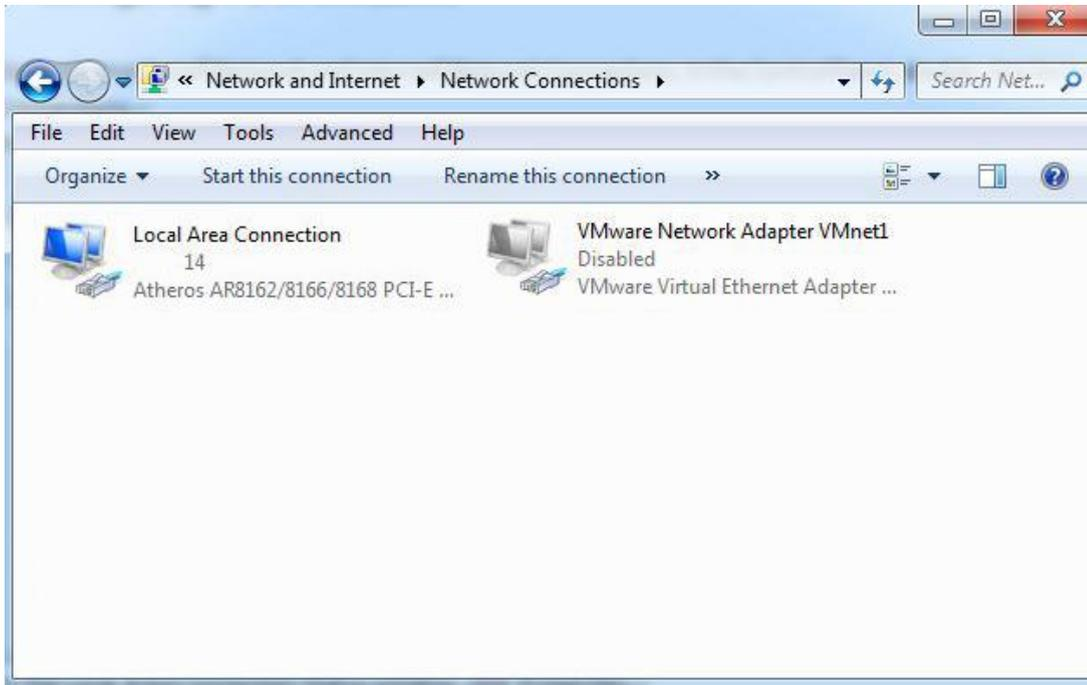 « Network and Internet ▸ Network Connections ▸
Search Net...
File Edit View Tools Advanced Help
Organize ▾ Start this connection Rename this connection »
Local Area Connection
14
Atheros AR8162/8166/8168 PCI-E ...
VMware Network Adapter VMnet1
Disabled
VMware Virtual Ethernet Adapter ...